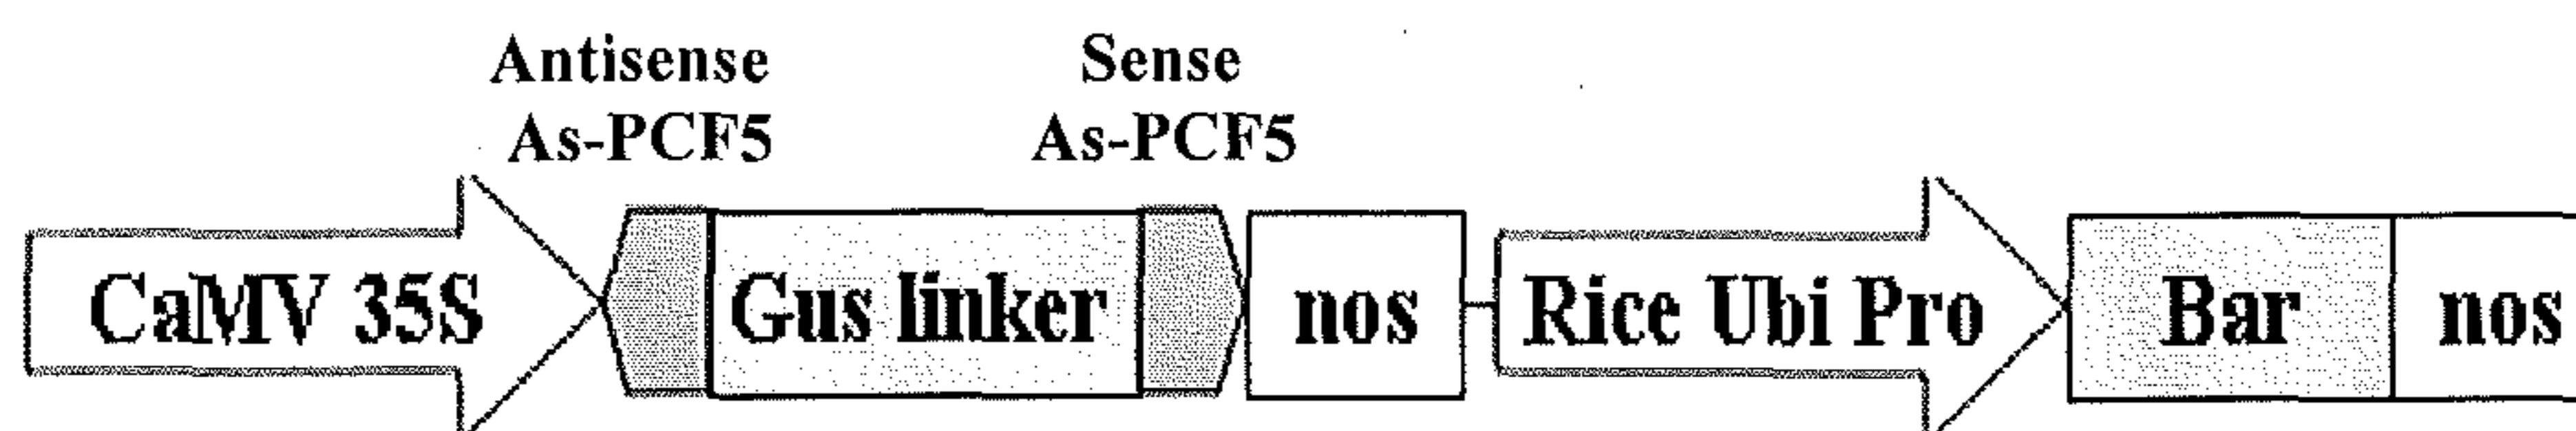 Antisense
As-PCF5
Sense
As-PCF5
CaMV 35S
Gus linker
nos
Rice Ubi Pro
Bar
nos